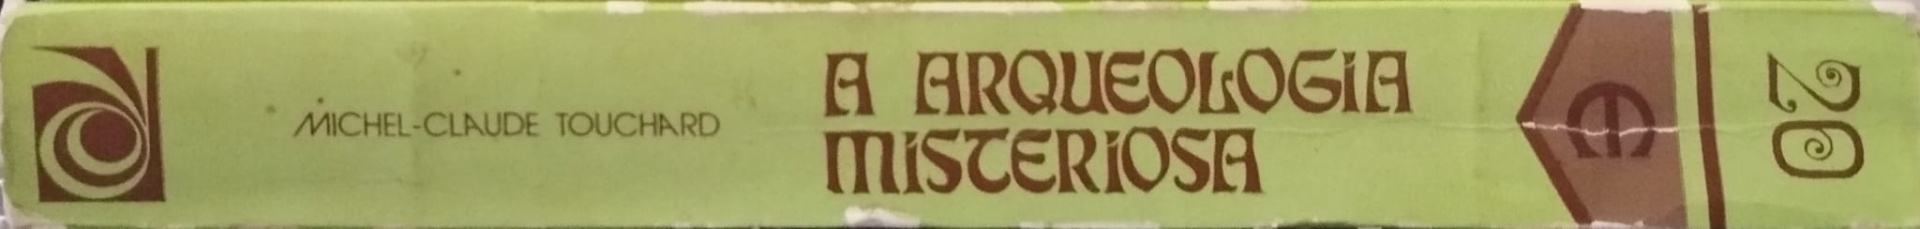 MICHEL-CLAUDE TOUCHARD
A ARQUEOLOGIA
MISTERIOSA
20